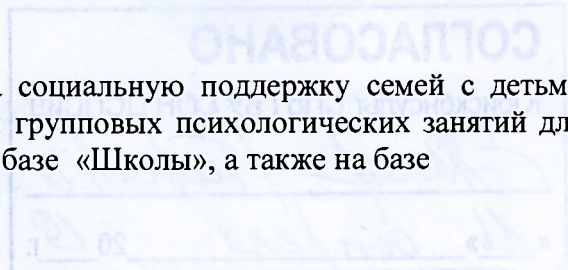 социальную поддержку семей с детьм
групповых психологических занятий дл
базе «Школы», а также на базе